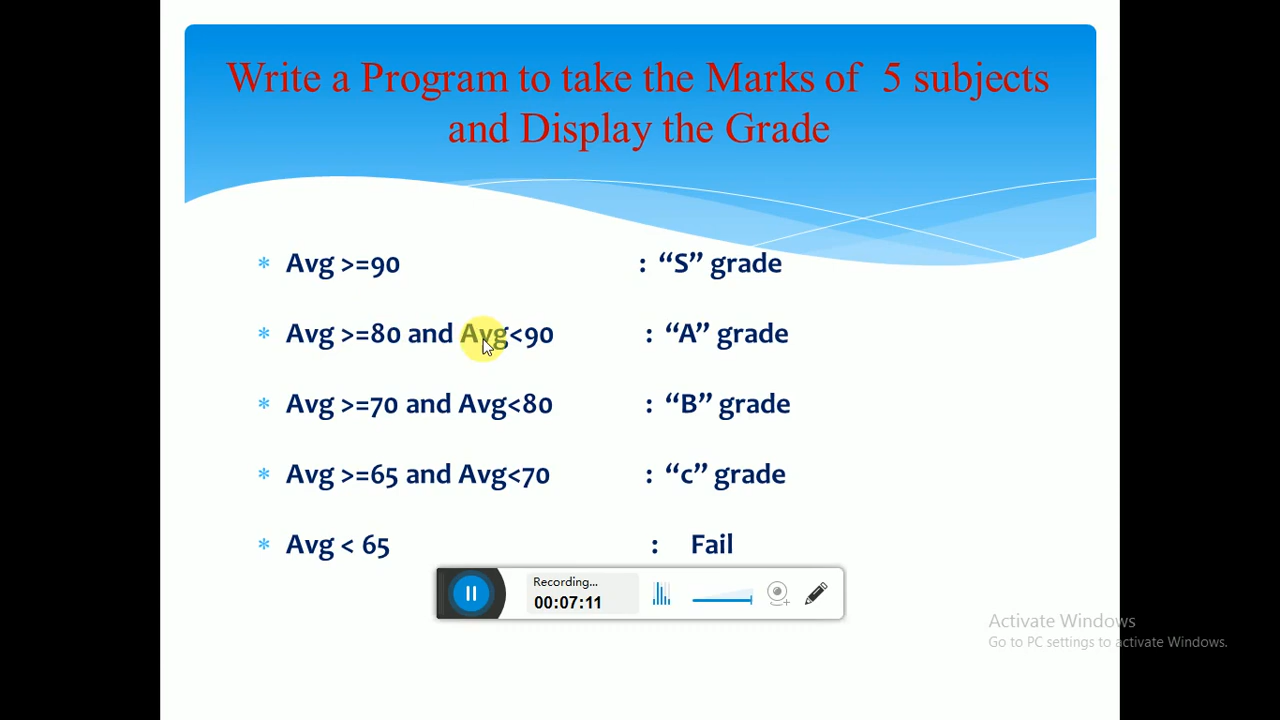 Write a Program to take the Marks of 5 subjects
and Display the Grade
* Avg >=90 : “S” grade
* Avg >=80 and Avg<90 : “A” grade
* Avg >=70 and Avg<80 : “B” grade
* Avg >=65 and Avg<70 : “c” grade
* Avg < 65 : Fail
Recording...
00:07:11
Activate Windows
Go to PC settings to activate Windows.